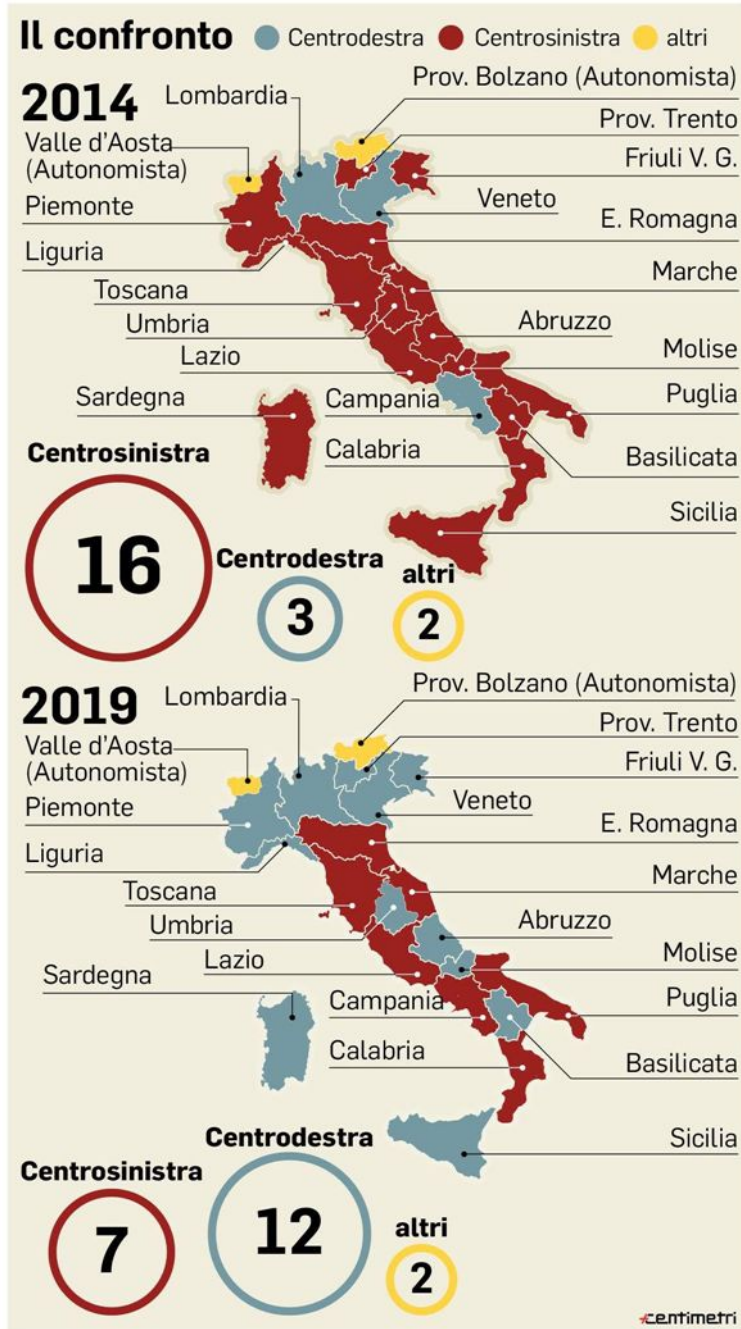 Il confronto Centrodestra Centrosinistra altri
2014
Lombardia
Prov. Bolzano (Autonomista)
Prov. Trento
Valle d'Aosta
(Autonomista)
Friuli V. G.
Piemonte
Veneto
E. Romagna
Liguria
Marche
Toscana
Umbria
Abruzzo
Lazio
Molise
Sardegna
Campania
Puglia
Calabria
Basilicata
Sicilia
Centrosinistra
16
Centrodestra
3
altri
2
2019
Lombardia
Prov. Bolzano (Autonomista)
Prov. Trento
Valle d'Aosta
(Autonomista)
Friuli V. G.
Piemonte
Veneto
E. Romagna
Liguria
Marche
Toscana
Umbria
Abruzzo
Lazio
Molise
Sardegna
Campania
Puglia
Calabria
Basilicata
Sicilia
Centrosinistra
7
Centrodestra
12
altri
2
centimetri